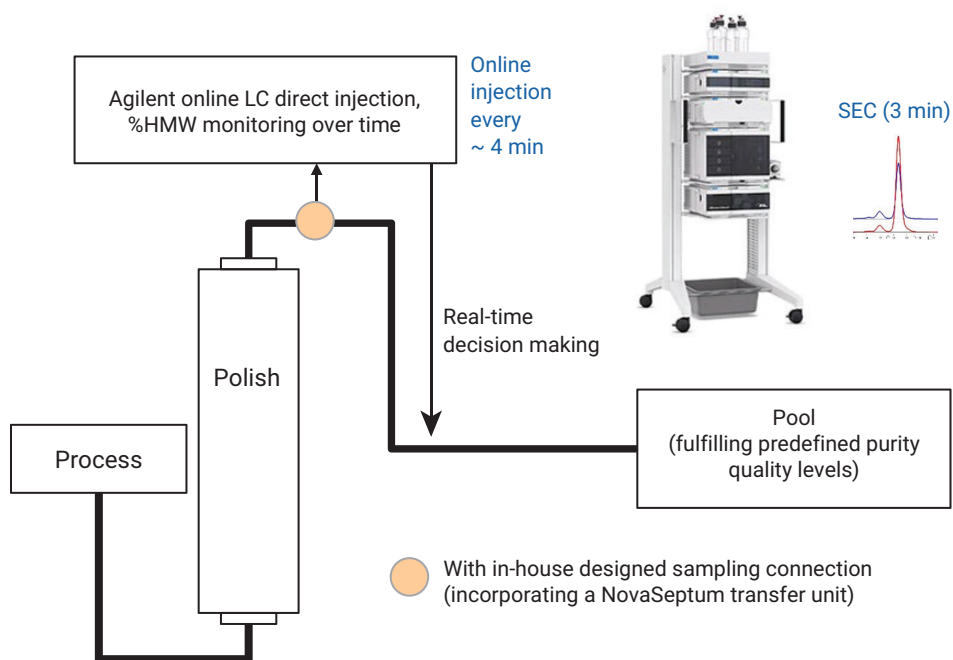 Agilent online LC direct injection,
%HMW monitoring over time
Online
injection
every
~ 4 min
SEC (3 min)
Real-time
decision making
Polish
Process
Pool
(fulfilling predefined purity
quality levels)
With in-house designed sampling connection
(incorporating a NovaSeptum transfer unit)